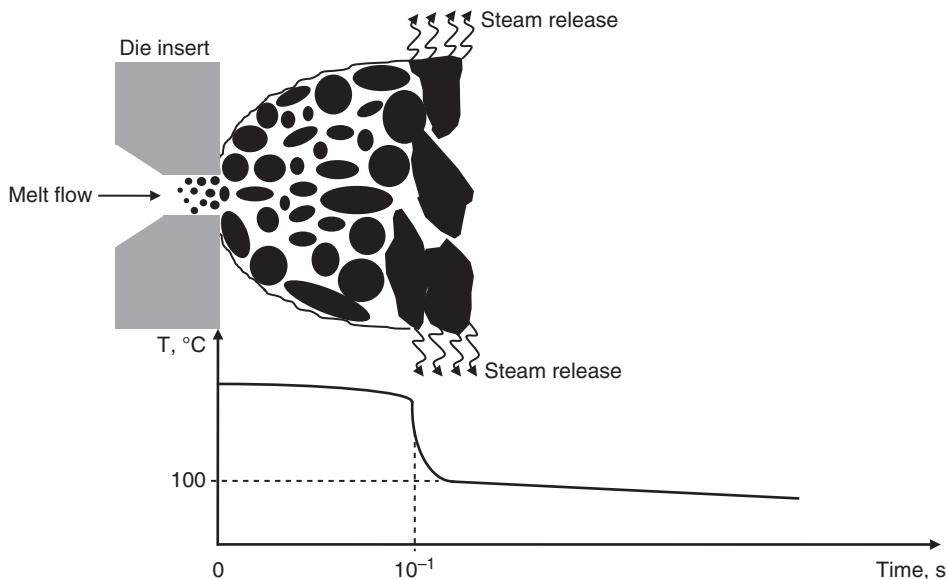 Steam release
Die insert
Melt flow
T, °C
Steam release
100
0
10⁻¹
Time, s